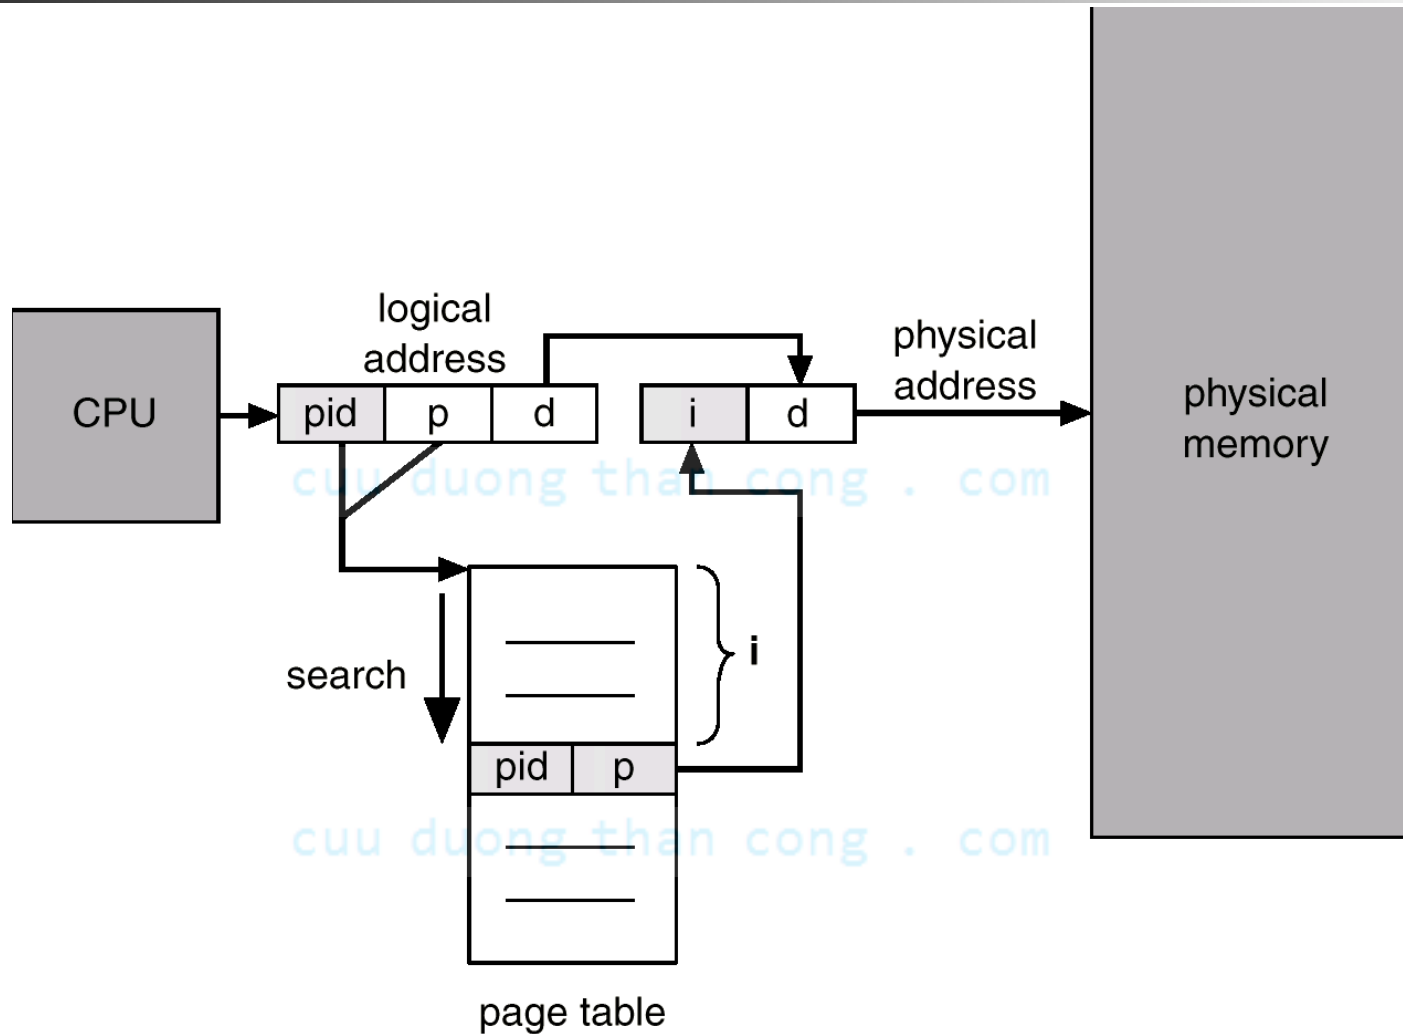 logical
address
physical
address
CPU
pid
p
d
i
d
physical
memory
cuu duong than cong . com
search
i
pid
p
cuu duong than cong . com
page table